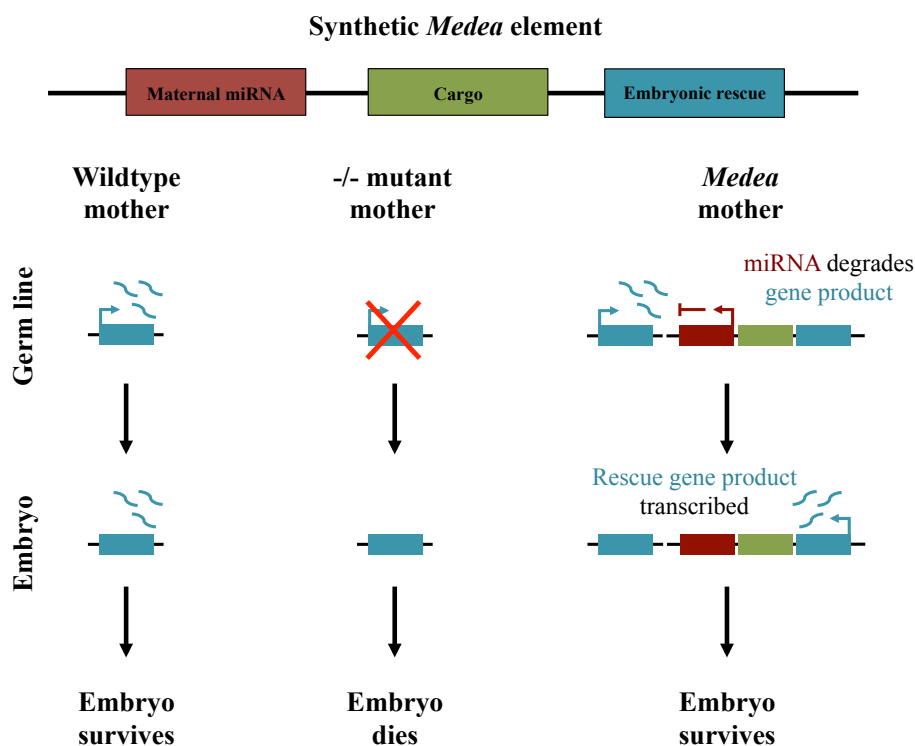 Synthetic Medea element
Maternal miRNA
Cargo
Embryonic rescue
Wildtype
mother
-/- mutant
mother
Medea
mother
Germ line
miRNA degrades
gene product
Embryo
Rescue gene product
transcribed
Embryo
survives
Embryo
dies
Embryo
survives